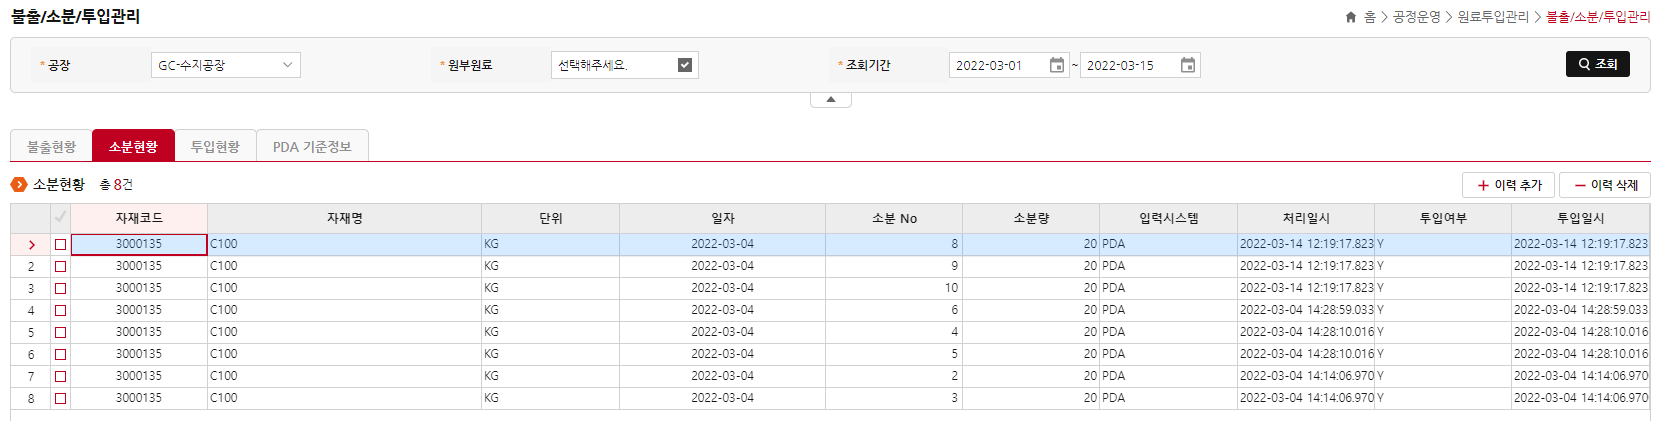 불출/소분/투입관리
홈 > 공정운영 > 원료투입관리 > 불출/소분/투입관리
* 공장 GC-수지공장 * 원부원료 선택해주세요. * 조회기간 2022-03-01 ~ 2022-03-15 조회
불출현황 소분현황 투입현황 PDA 기준정보
소분현황 총 8건 + 이력 추가 − 이력 삭제
자재코드 자재명 단위 일자 소분 No 소분량 입력시스템 처리일시 투입여부 투입일시
3000135 C100 KG 2022-03-04 8 20 PDA 2022-03-14 12:19:17.823 Y 2022-03-14 12:19:17.823
2 3000135 C100 KG 2022-03-04 9 20 PDA 2022-03-14 12:19:17.823 Y 2022-03-14 12:19:17.823
3 3000135 C100 KG 2022-03-04 10 20 PDA 2022-03-14 12:19:17.823 Y 2022-03-14 12:19:17.823
4 3000135 C100 KG 2022-03-04 6 20 PDA 2022-03-04 14:28:59.033 Y 2022-03-04 14:28:59.033
5 3000135 C100 KG 2022-03-04 4 20 PDA 2022-03-04 14:28:10.016 Y 2022-03-04 14:28:10.016
6 3000135 C100 KG 2022-03-04 5 20 PDA 2022-03-04 14:28:10.016 Y 2022-03-04 14:28:10.016
7 3000135 C100 KG 2022-03-04 2 20 PDA 2022-03-04 14:14:06.970 Y 2022-03-04 14:14:06.970
8 3000135 C100 KG 2022-03-04 3 20 PDA 2022-03-04 14:14:06.970 Y 2022-03-04 14:14:06.970